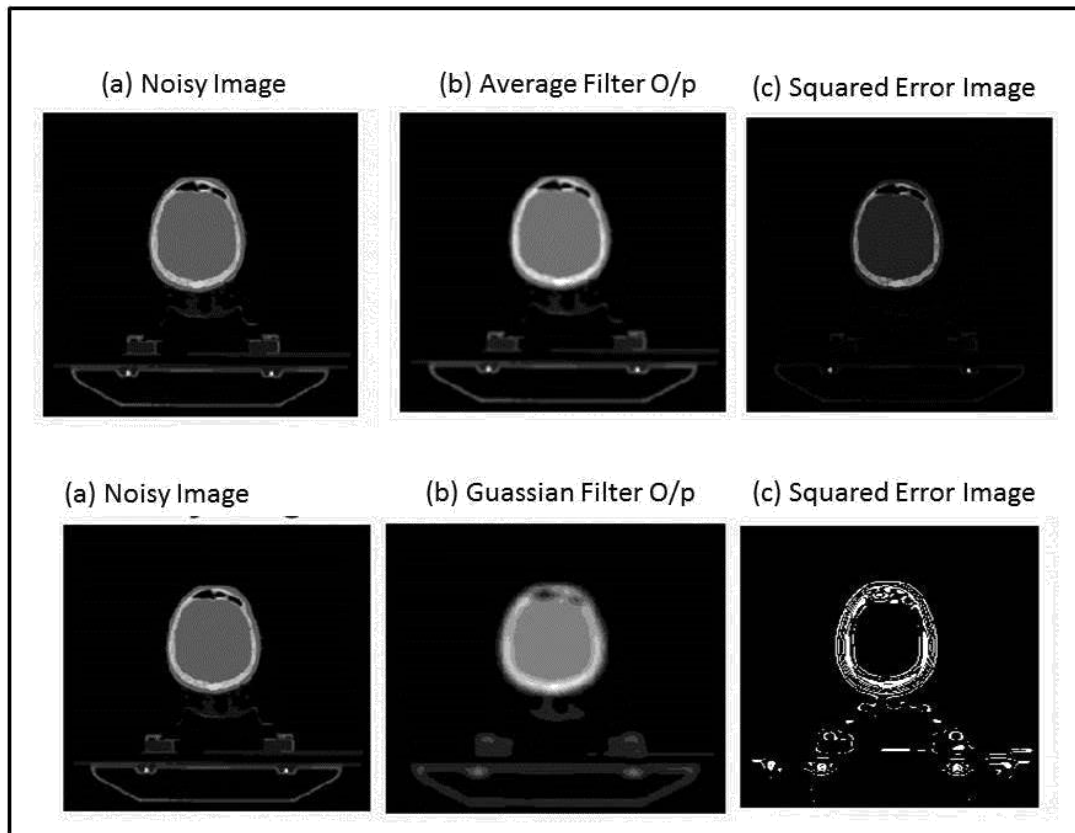 (a) Noisy Image
(b) Average Filter O/p
(c) Squared Error Image
(a) Noisy Image
(b) Guassian Filter O/p
(c) Squared Error Image